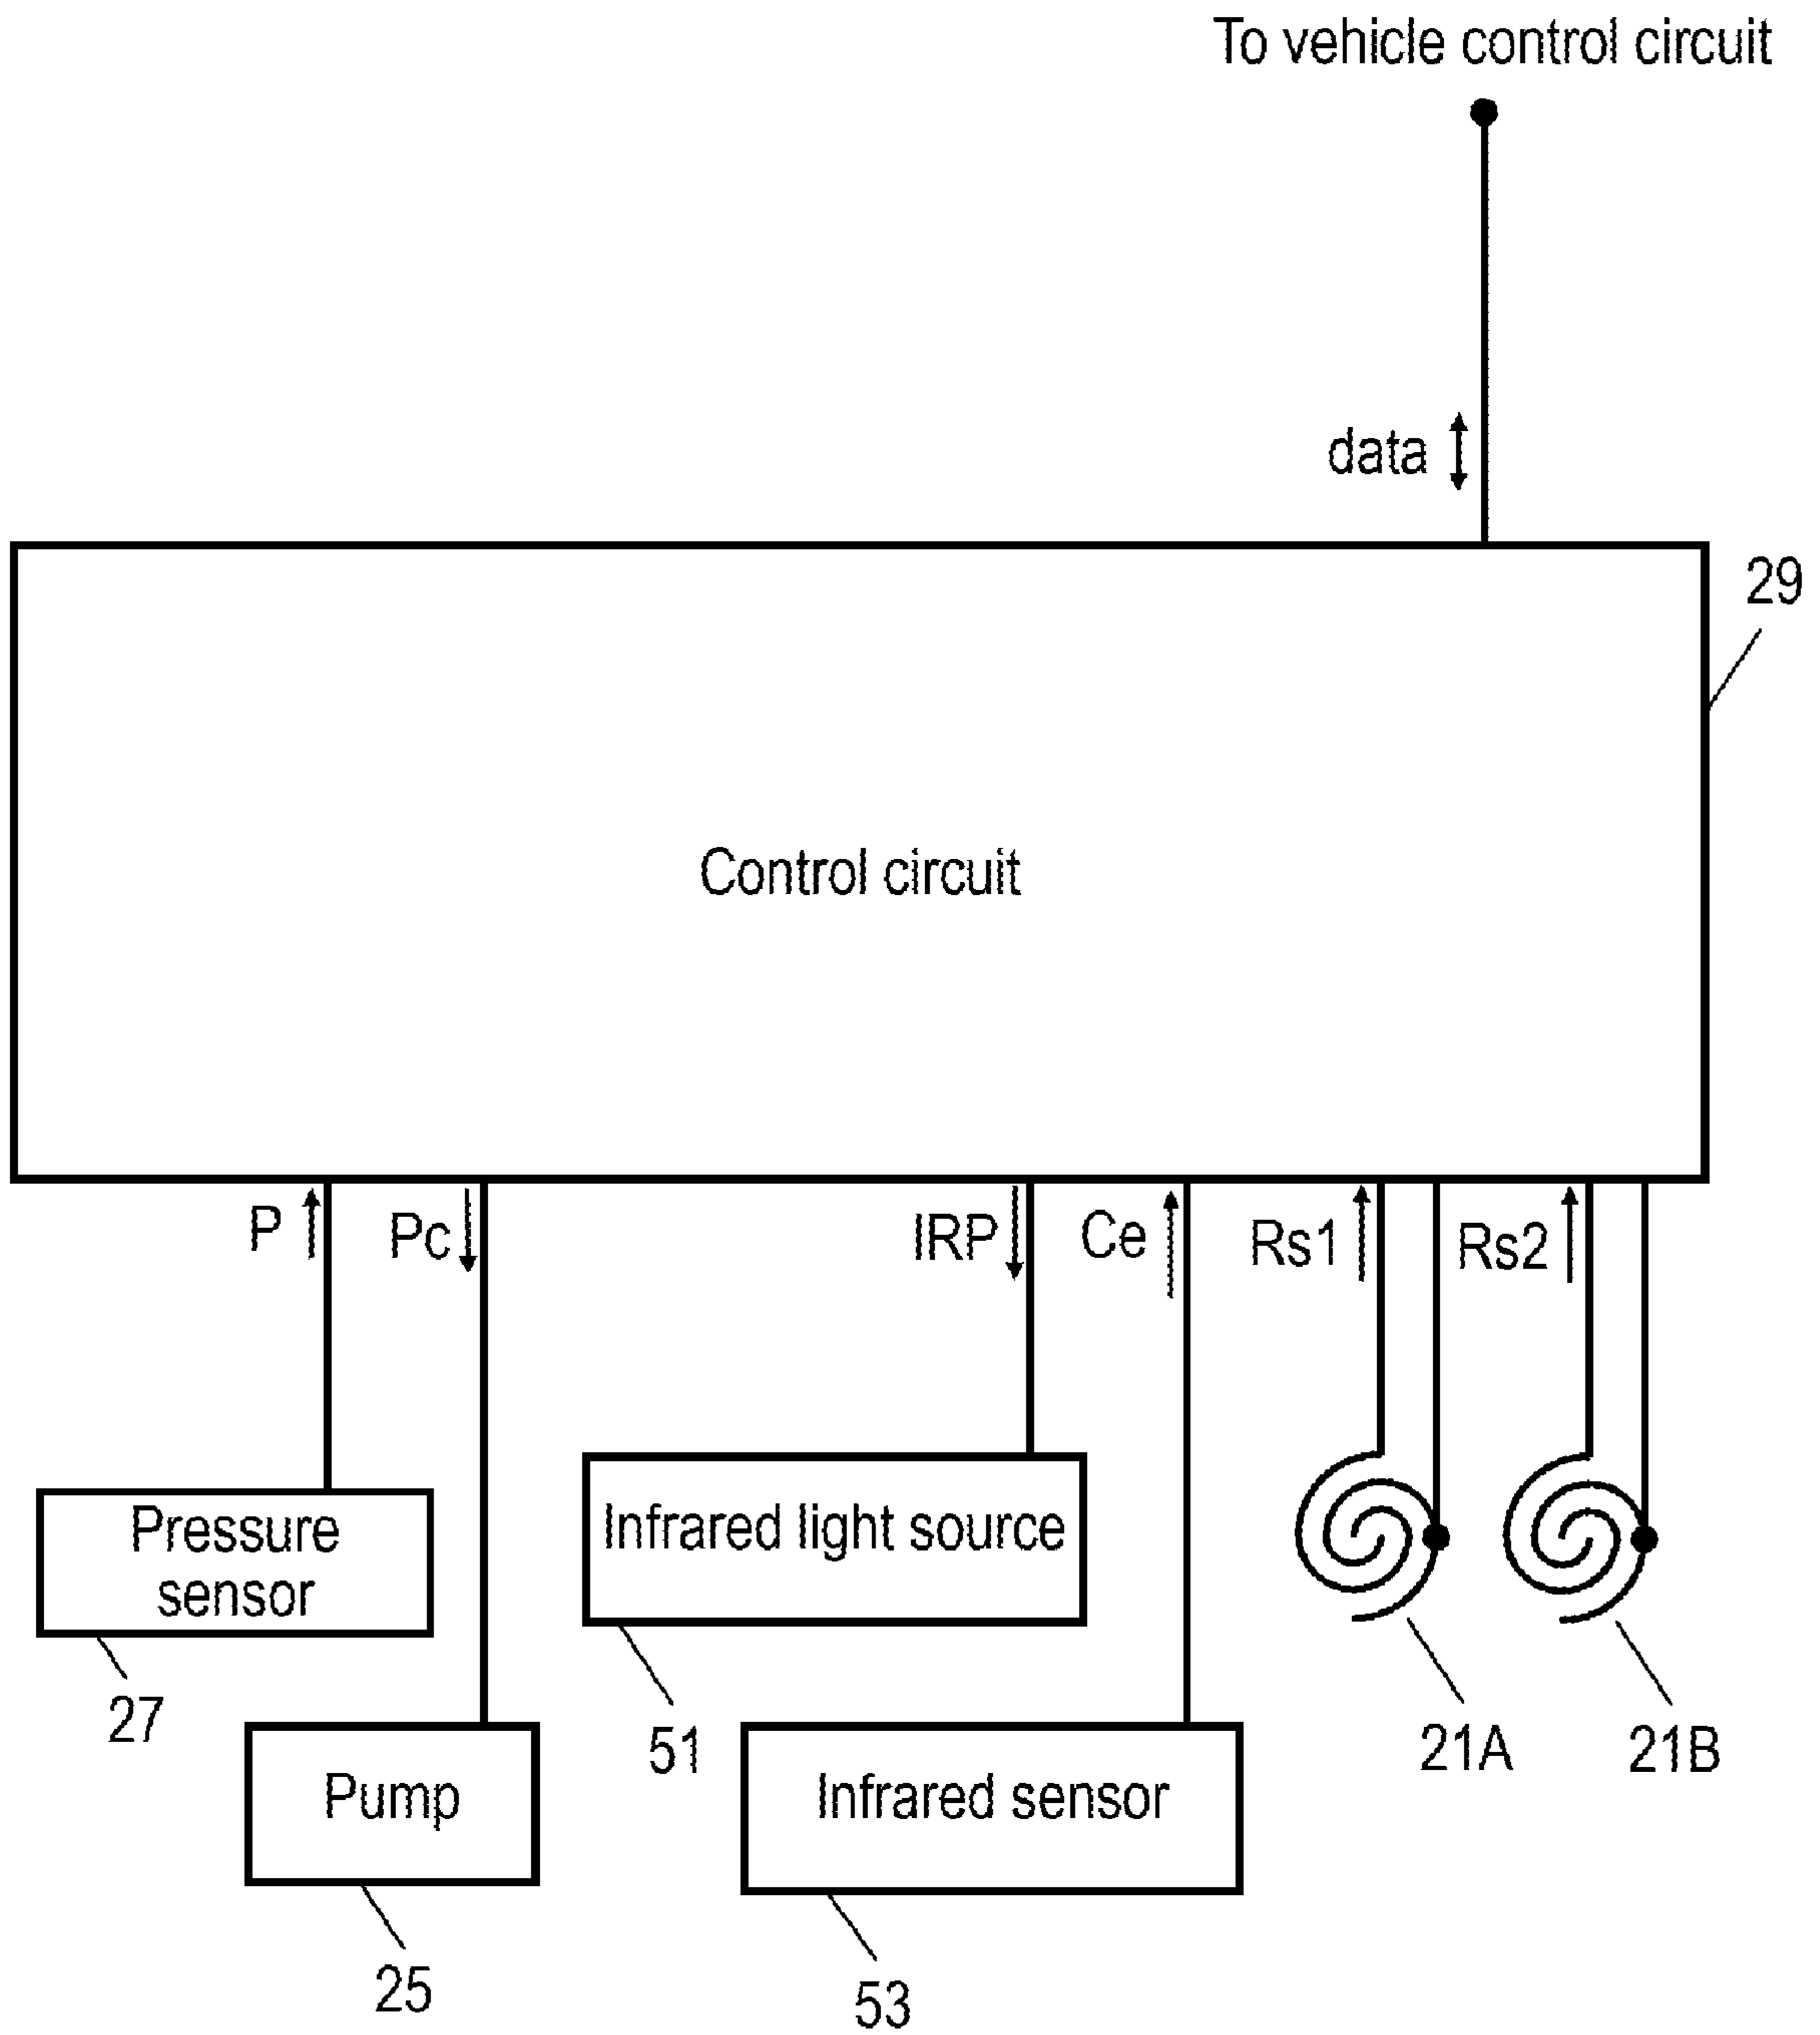 To vehicle control circuit
data
29
Control circuit
P
Pc
IRP
Ce
Rs1
Rs2
Pressure
sensor
Infrared light source
27
51
21A
21B
Pump
Infrared sensor
25
53